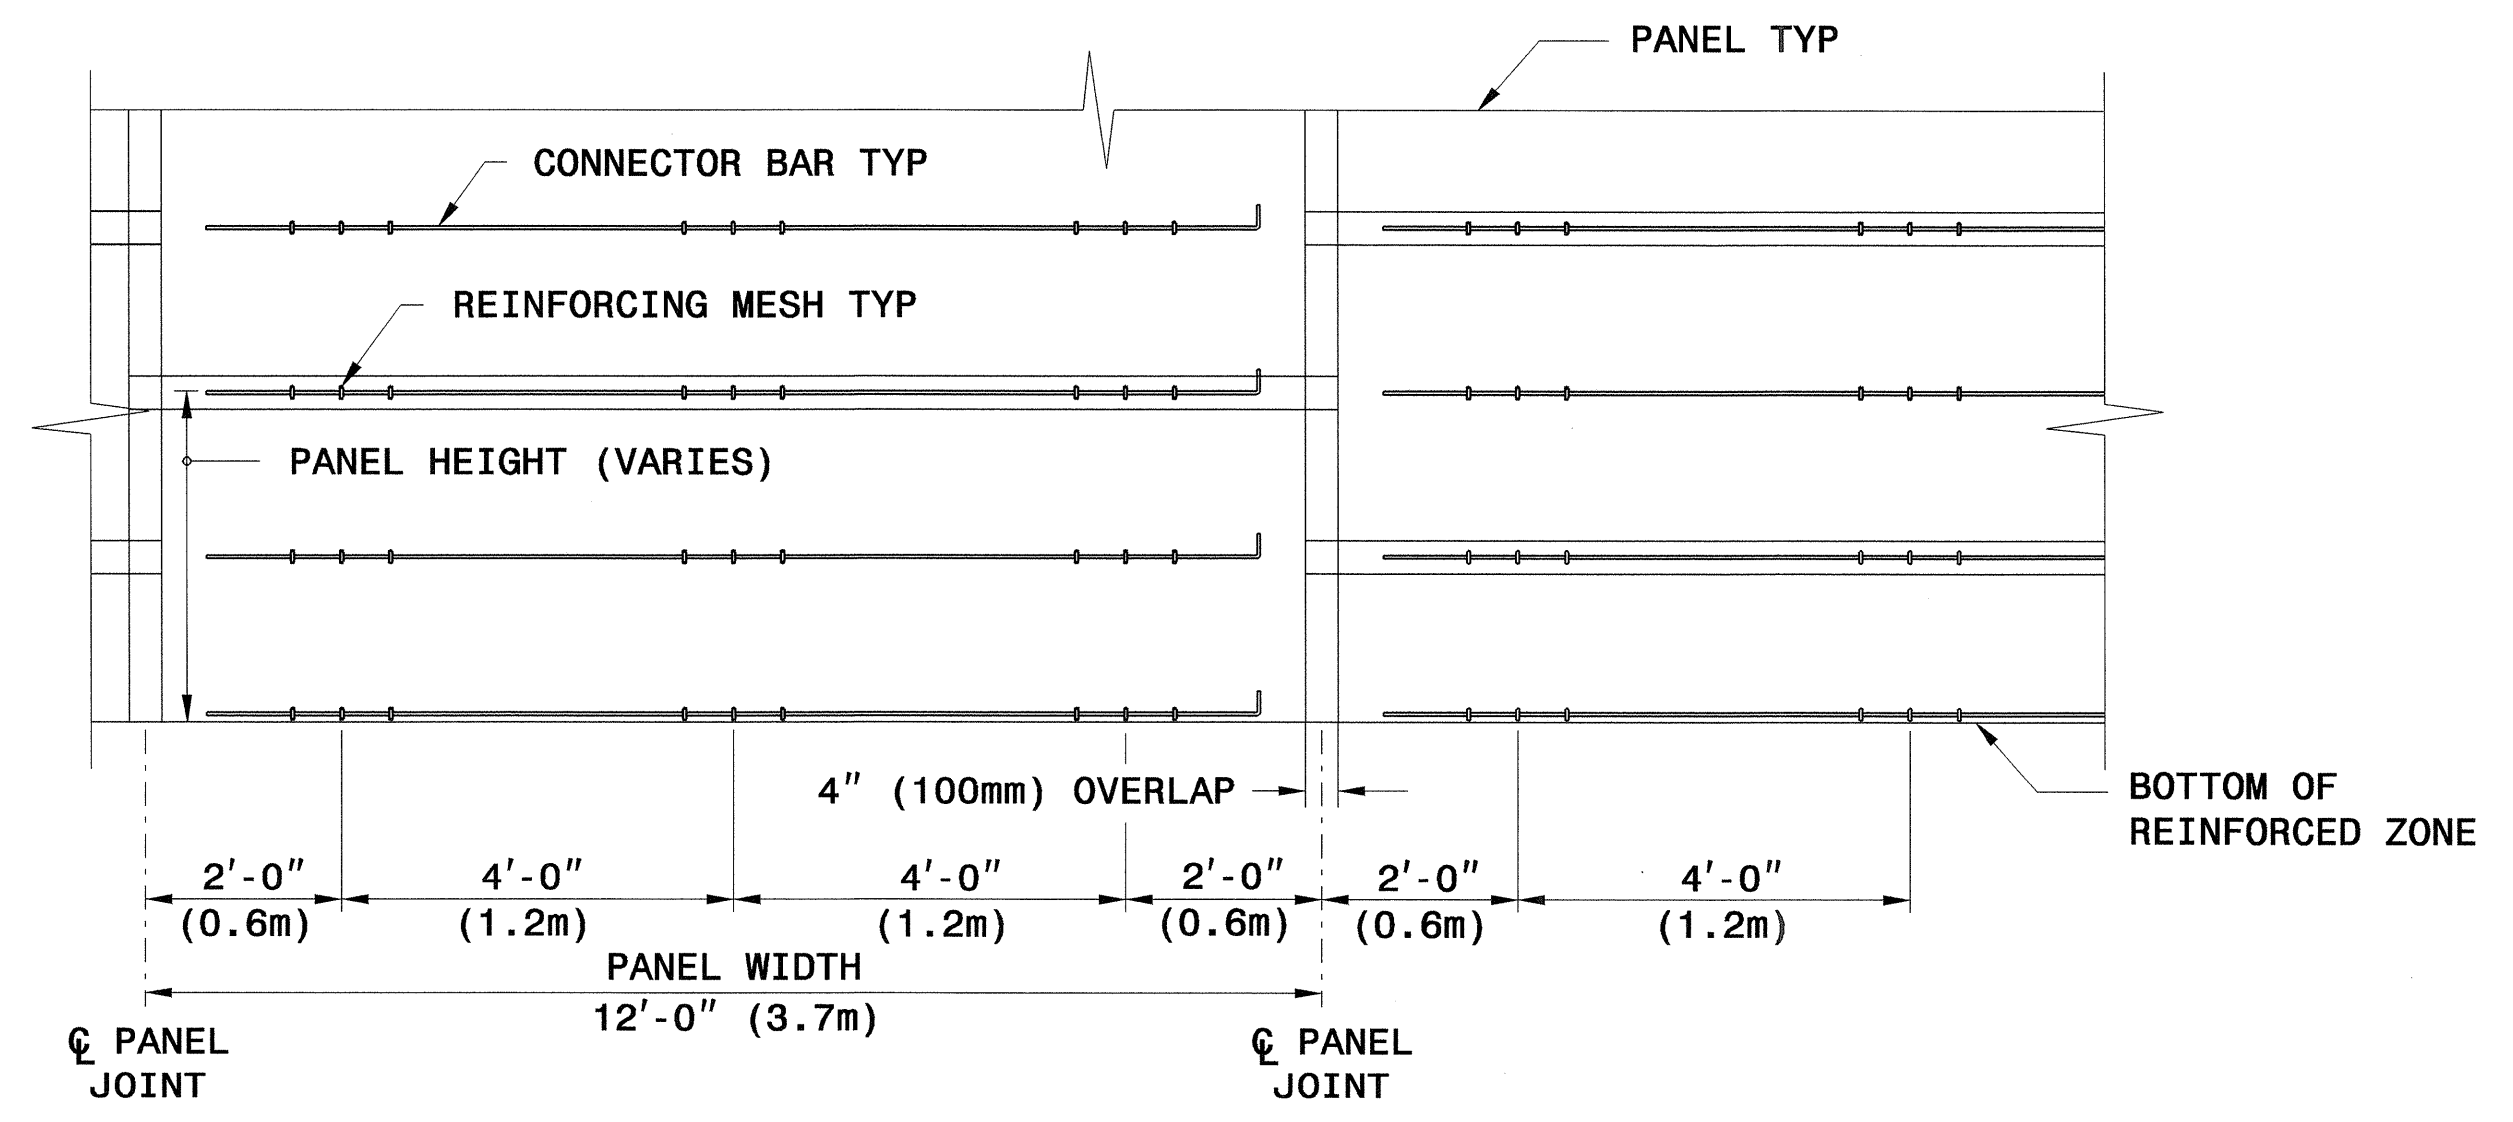 PANEL TYP
CONNECTOR BAR TYP
REINFORCING MESH TYP
PANEL HEIGHT (VARIES)
4" (100mm) OVERLAP
BOTTOM OF
REINFORCED ZONE
2'-0" 4'-0" 4'-0" 2'-0" 2'-0" 4'-0"
(0.6m) (1.2m) (1.2m) (0.6m) (0.6m) (1.2m)
PANEL WIDTH
12'-0" (3.7m)
℄ PANEL
JOINT
℄ PANEL
JOINT